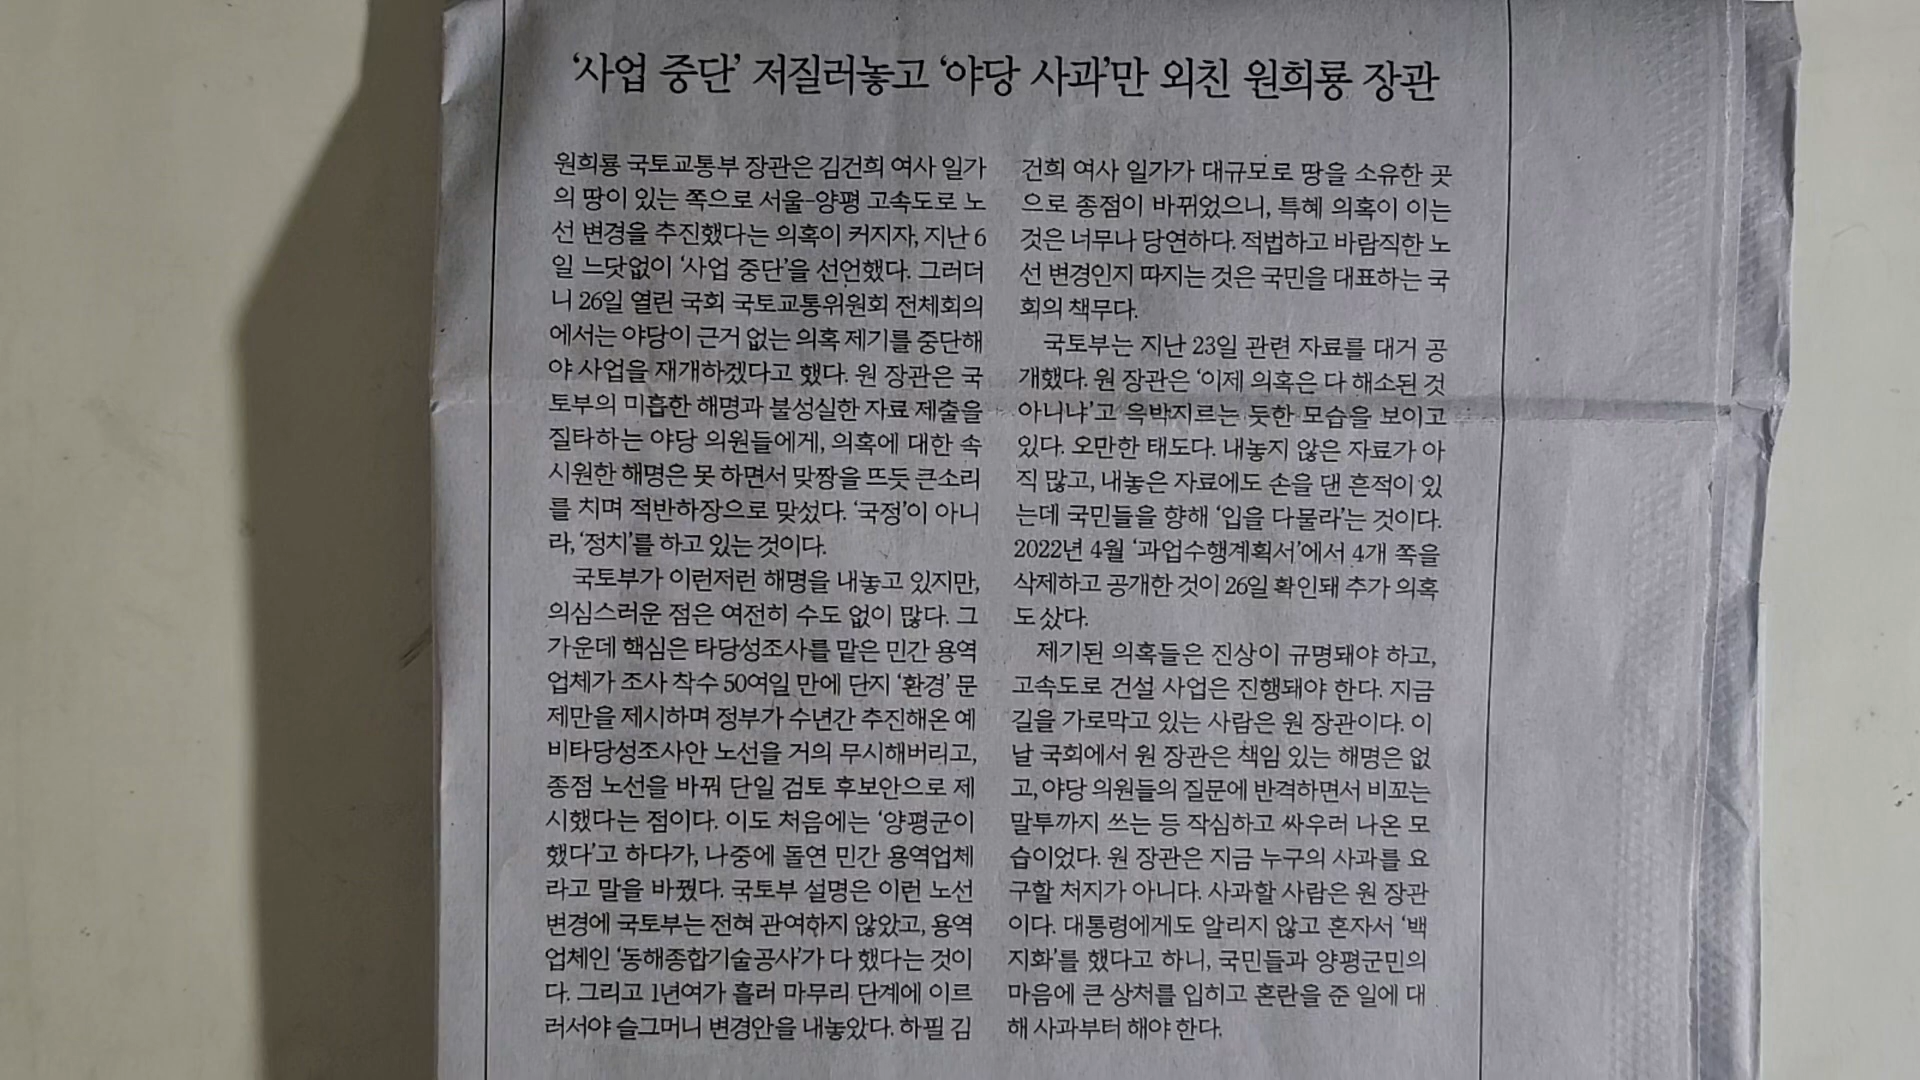 ‘사업 중단’ 저질러놓고 ‘야당 사과’만 외친 원희룡 장관
원희룡 국토교통부 장관은 김건희 여사 일가
의 땅이 있는 쪽으로 서울-양평 고속도로 노
선 변경을 추진했다는 의혹이 커지자, 지난 6
일 느닷없이 ‘사업 중단’을 선언했다. 그러더
니 26일 열린 국회 국토교통위원회 전체회의
에서는 야당이 근거 없는 의혹 제기를 중단해
야 사업을 재개하겠다고 했다. 원 장관은 국
토부의 미흡한 해명과 불성실한 자료 제출을
질타하는 야당 의원들에게, 의혹에 대한 속
시원한 해명은 못 하면서 맞짱을 뜨듯 큰소리
를 치며 적반하장으로 맞섰다. ‘국정’이 아니
라, ‘정치’를 하고 있는 것이다.
국토부가 이런저런 해명을 내놓고 있지만,
의심스러운 점은 여전히 수도 없이 많다. 그
가운데 핵심은 타당성조사를 맡은 민간 용역
업체가 조사 착수 50여일 만에 단지 ‘환경’ 문
제만을 제시하며 정부가 수년간 추진해온 예
비타당성조사안 노선을 거의 무시해버리고,
종점 노선을 바꿔 단일 검토 후보안으로 제
시했다는 점이다. 이도 처음에는 ‘양평군이
했다’고 하다가, 나중에 돌연 민간 용역업체
라고 말을 바꿨다. 국토부 설명은 이런 노선
변경에 국토부는 전혀 관여하지 않았고, 용역
업체인 ‘동해종합기술공사’가 다 했다는 것이
다. 그리고 1년여가 흘러 마무리 단계에 이르
러서야 슬그머니 변경안을 내놓았다. 하필 김
건희 여사 일가가 대규모로 땅을 소유한 곳
으로 종점이 바뀌었으니, 특혜 의혹이 이는
것은 너무나 당연하다. 적법하고 바람직한 노
선 변경인지 따지는 것은 국민을 대표하는 국
회의 책무다.
국토부는 지난 23일 관련 자료를 대거 공
개했다. 원 장관은 ‘이제 의혹은 다 해소된 것
아니냐’고 윽박지르는 듯한 모습을 보이고
있다. 오만한 태도다. 내놓지 않은 자료가 아
직 많고, 내놓은 자료에도 손을 댄 흔적이 있
는데 국민들을 향해 ‘입을 다물라’는 것이다.
2022년 4월 ‘과업수행계획서’에서 4개 쪽을
삭제하고 공개한 것이 26일 확인돼 추가 의혹
도 샀다.
제기된 의혹들은 진상이 규명돼야 하고,
고속도로 건설 사업은 진행돼야 한다. 지금
길을 가로막고 있는 사람은 원 장관이다. 이
날 국회에서 원 장관은 책임 있는 해명은 없
고, 야당 의원들의 질문에 반격하면서 비꼬는
말투까지 쓰는 등 작심하고 싸우러 나온 모
습이었다. 원 장관은 지금 누구의 사과를 요
구할 처지가 아니다. 사과할 사람은 원 장관
이다. 대통령에게도 알리지 않고 혼자서 ‘백
지화’를 했다고 하니, 국민들과 양평군민의
마음에 큰 상처를 입히고 혼란을 준 일에 대
해 사과부터 해야 한다.